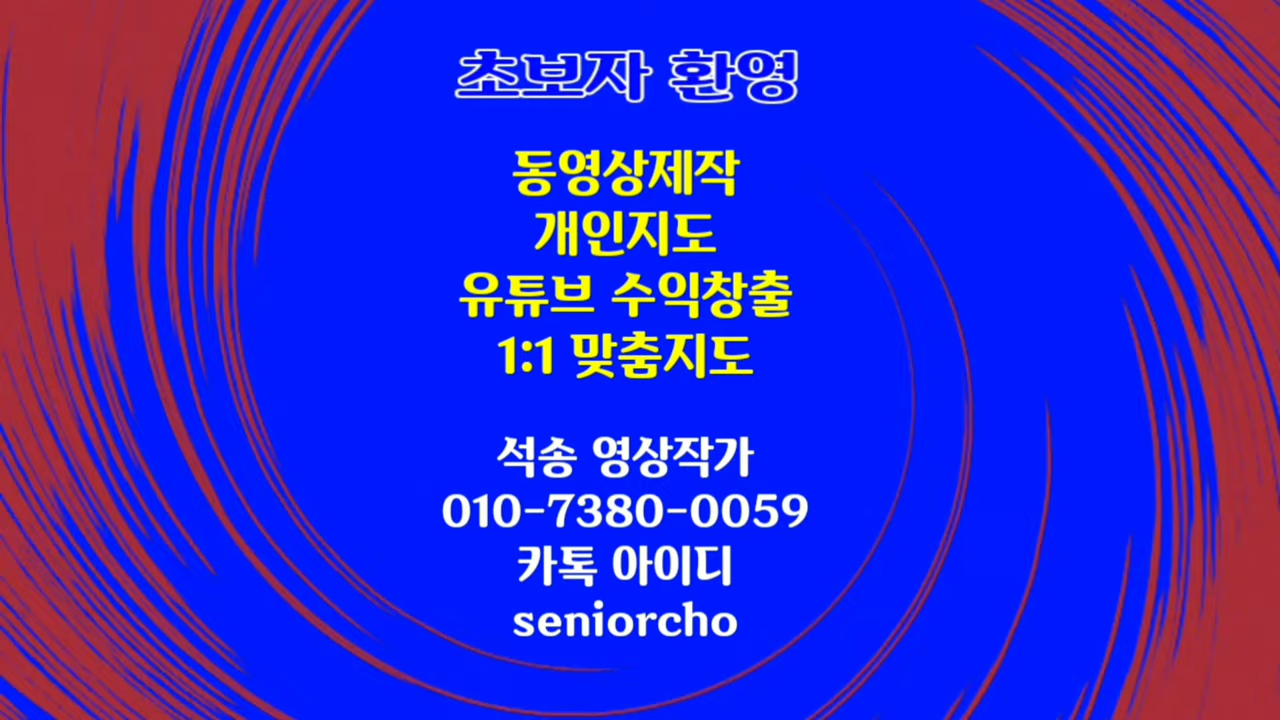 초보자 환영
동영상제작
개인지도
유튜브 수익창출
1:1 맞춤지도
석송 영상작가
010-7380-0059
카톡 아이디
seniorcho